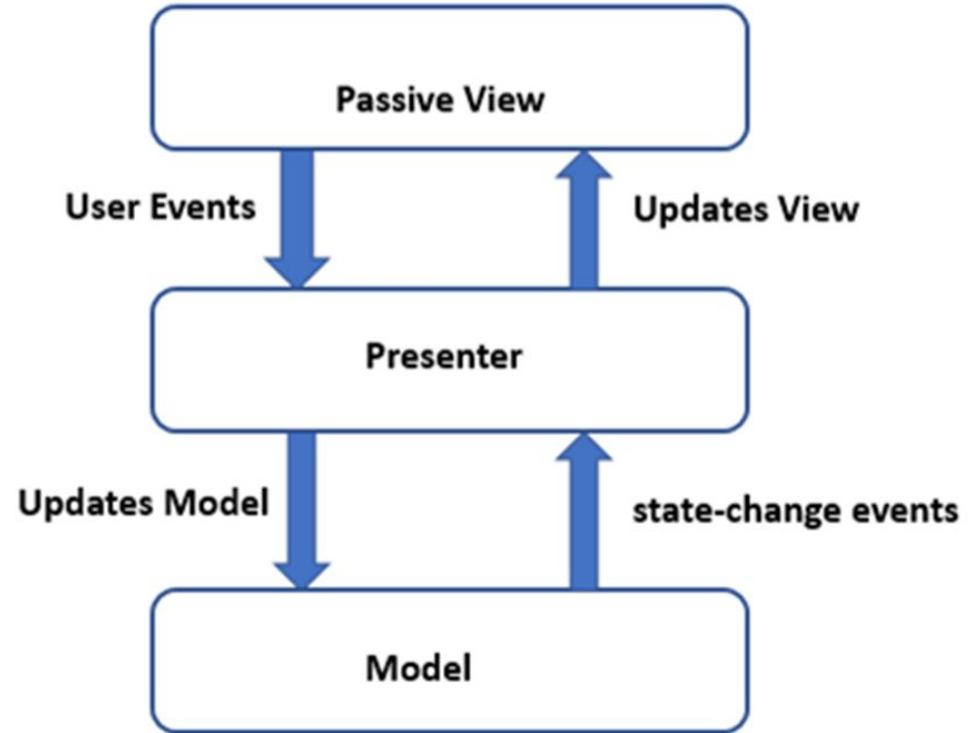 Passive View
User Events
Updates View
Presenter
Updates Model
state-change events
Model